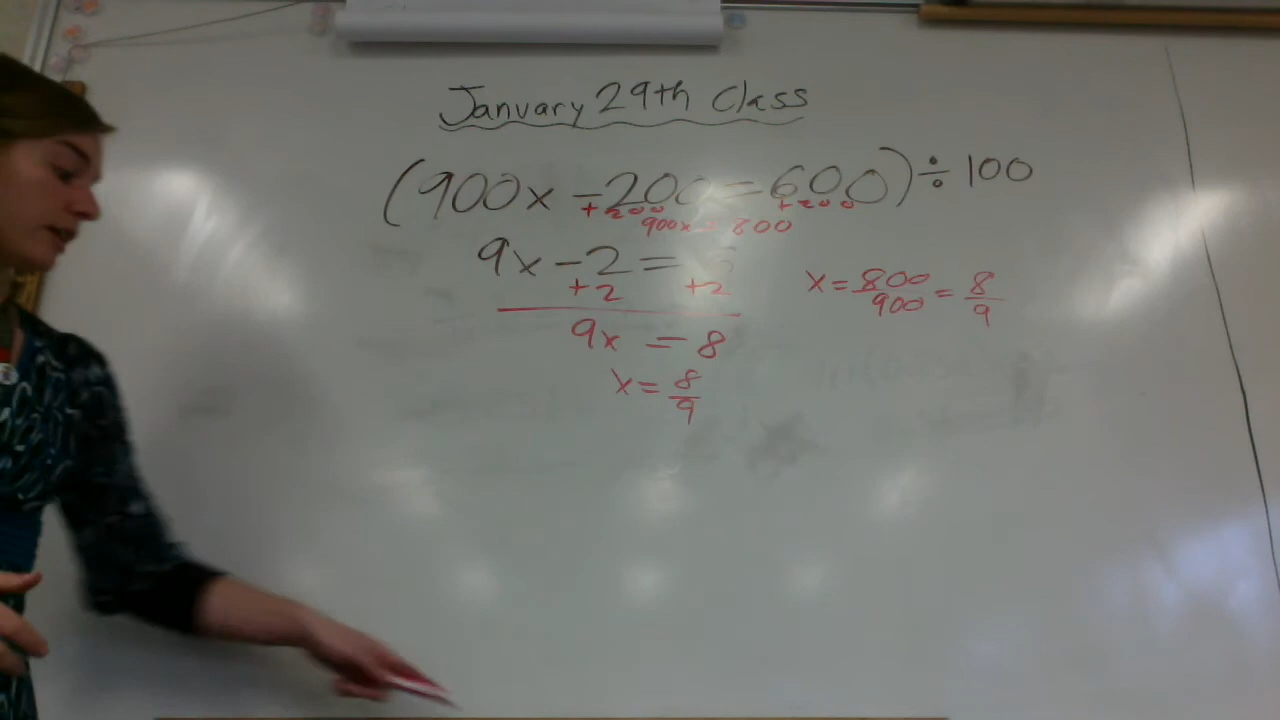 January 29th Class
(900x - 200 = 600) ÷ 100
+200 +200
900x = 800
9x - 2 =
+2 +2
x = 800/900 = 8/9
9x = 8
x = 8/9